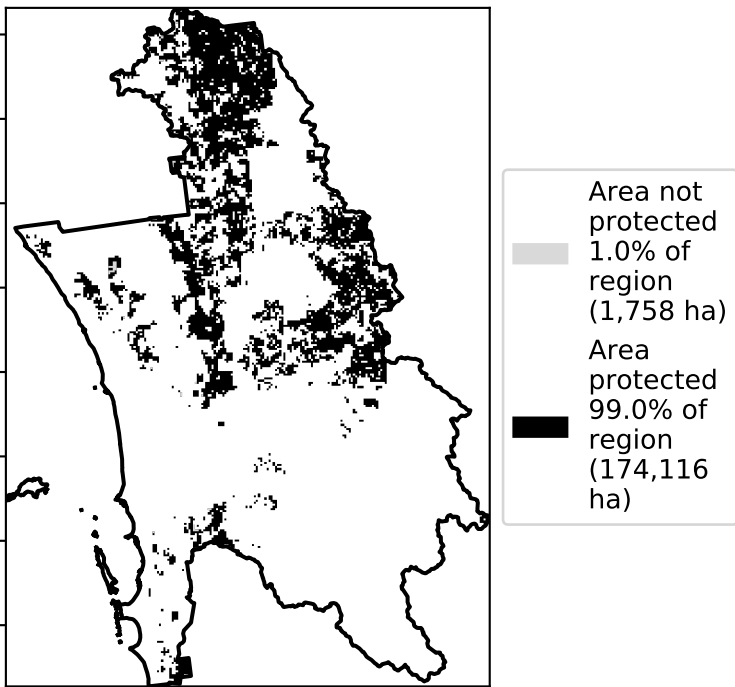 Area not
protected
1.0% of
region
(1,758 ha)
Area
protected
99.0% of
region
(174,116
ha)